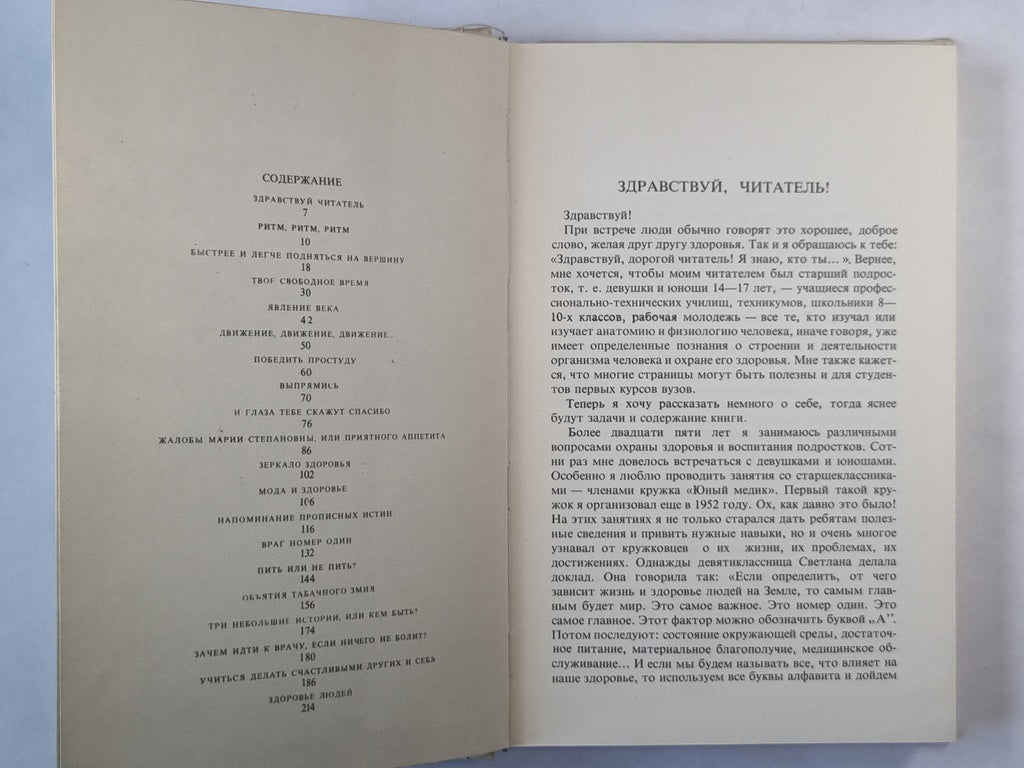 СОДЕРЖАНИЕ
ЗДРАВСТВУЙ ЧИТАТЕЛЬ
7
РИТМ, РИТМ, РИТМ
10
БЫСТРЕЕ И ЛЕГЧЕ ПОДНЯТЬСЯ НА ВЕРШИНУ
18
ТВОЕ СВОБОДНОЕ ВРЕМЯ
30
ЯВЛЕНИЕ ВЕКА
42
ДВИЖЕНИЕ, ДВИЖЕНИЕ, ДВИЖЕНИЕ...
50
ПОБЕДИТЬ ПРОСТУДУ
60
ВЫПРЯМИСЬ
70
И ГЛАЗА ТЕБЕ СКАЖУТ СПАСИБО
76
ЖАЛОБЫ МАРИИ СТЕПАНОВНЫ, ИЛИ ПРИЯТНОГО АППЕТИТА
86
ЗЕРКАЛО ЗДОРОВЬЯ
102
МОДА И ЗДОРОВЬЕ
106
НАПОМИНАНИЕ ПРОПИСНЫХ ИСТИН
116
ВРАГ НОМЕР ОДИН
132
ПИТЬ ИЛИ НЕ ПИТЬ?
144
ОБЪЯТИЯ ТАБАЧНОГО ЗМИЯ
156
ТРИ НЕБОЛЬШИЕ ИСТОРИИ, ИЛИ КЕМ БЫТЬ?
174
ЗАЧЕМ ИДТИ К ВРАЧУ, ЕСЛИ НИЧЕГО НЕ БОЛИТ?
180
УЧИТЬСЯ ДЕЛАТЬ СЧАСТЛИВЫМИ ДРУГИХ И СЕБЯ
186
ЗДОРОВЬЕ ЛЮДЕЙ
214
ЗДРАВСТВУЙ, ЧИТАТЕЛЬ!
Здравствуй!
При встрече люди обычно говорят это хорошее, доброе
слово, желая друг другу здоровья. Так и я обращаюсь к тебе:
«Здравствуй, дорогой читатель! Я знаю, кто ты...». Вернее,
мне хочется, чтобы моим читателем был старший подрос-
ток, т. е. девушки и юноши 14—17 лет, — учащиеся профес-
сионально-технических училищ, техникумов, школьники 8—
10-х классов, рабочая молодежь — все те, кто изучал или
изучает анатомию и физиологию человека, иначе говоря, уже
имеет определенные познания о строении и деятельности
организма человека и охране его здоровья. Мне также кажет-
ся, что многие страницы могут быть полезны и для студен-
тов первых курсов вузов.
Теперь я хочу рассказать немного о себе, тогда яснее
будут задачи и содержание книги.
Более двадцати пяти лет я занимаюсь различными
вопросами охраны здоровья и воспитания подростков. Сот-
ни раз мне довелось встречаться с девушками и юношами.
Особенно я люблю проводить занятия со старшеклассника-
ми — членами кружка «Юный медик». Первый такой кру-
жок я организовал еще в 1952 году. Ох, как давно это было!
На этих занятиях я не только старался дать ребятам полез-
ные сведения и привить нужные навыки, но и очень многое
узнавал от кружковцев о их жизни, их проблемах, их
достижениях. Однажды девятиклассница Светлана делала
доклад. Она говорила так: «Если определить, от чего
зависит жизнь и здоровье людей на Земле, то самым глав-
ным будет мир. Это самое важное. Это номер один. Это
самое главное. Этот фактор можно обозначить буквой „А".
Потом последуют: состояние окружающей среды, достаточ-
ное питание, материальное благополучие, медицинское об-
служивание... И если мы будем называть все, что влияет на
наше здоровье, то используем все буквы алфавита и дойдем